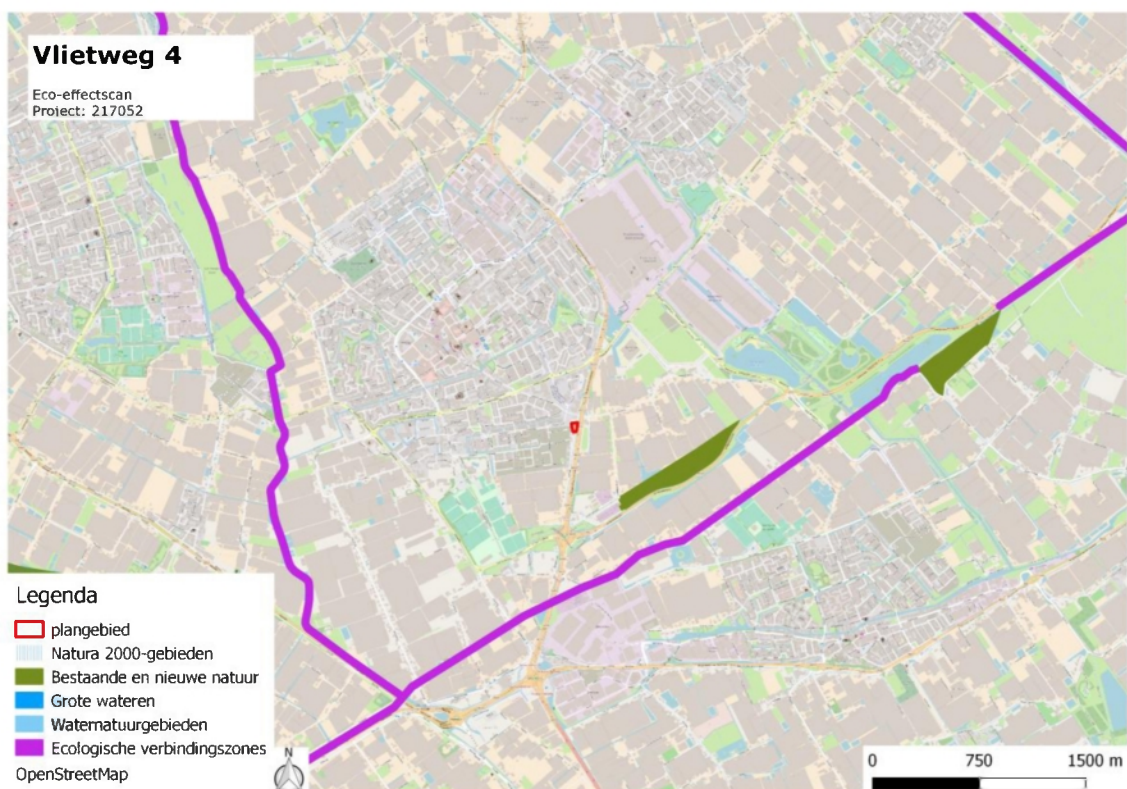 Vlietweg 4
Eco-effectscan
Project: 217052
Legenda
plangebied
Natura 2000-gebieden
Bestaande en nieuwe natuur
Grote wateren
Waternatuurgebieden
Ecologische verbindingszones
OpenStreetMap
N
0 750 1500 m